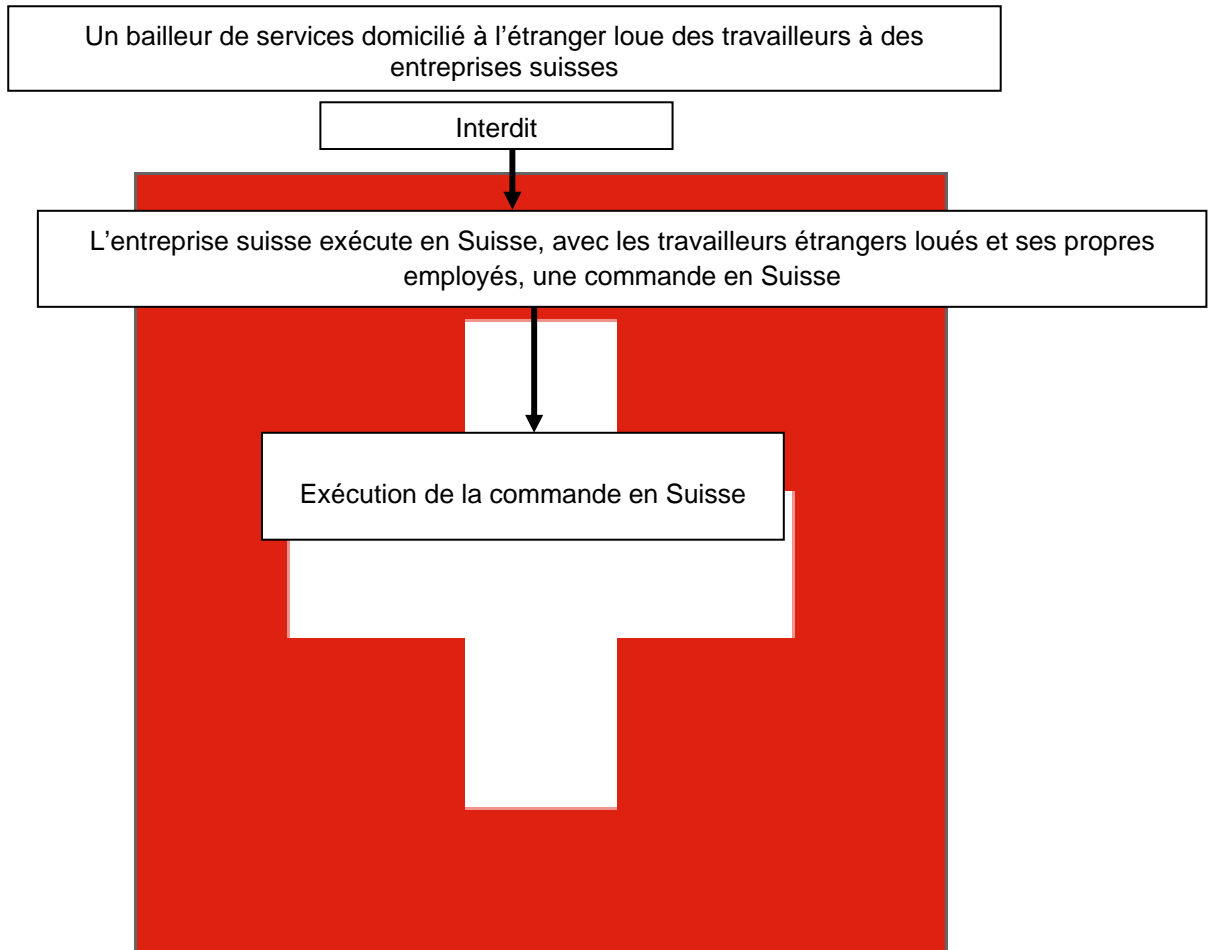 Un bailleur de services domicilié à l’étranger loue des travailleurs à des
entreprises suisses
Interdit
L’entreprise suisse exécute en Suisse, avec les travailleurs étrangers loués et ses propres
employés, une commande en Suisse
Exécution de la commande en Suisse